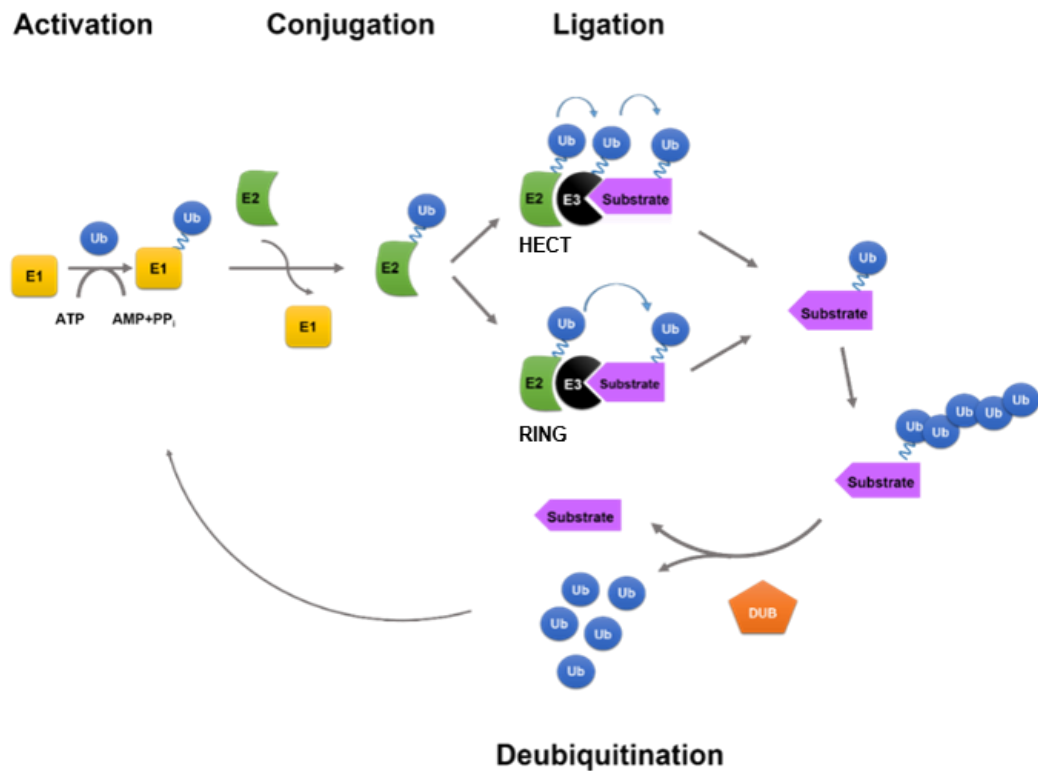 Activation
Conjugation
Ligation
Ub
Ub
Ub
E2
E3
Substrate
HECT
E2
Ub
Ub
Ub
E1
E1
ATP
AMP+PPi
E2
E1
Ub
Ub
E2
E3
Substrate
RING
Ub
Substrate
Ub
Ub
Ub
Ub
Ub
Substrate
Substrate
Ub
Ub
Ub
Ub
Ub
DUB
Deubiquitination